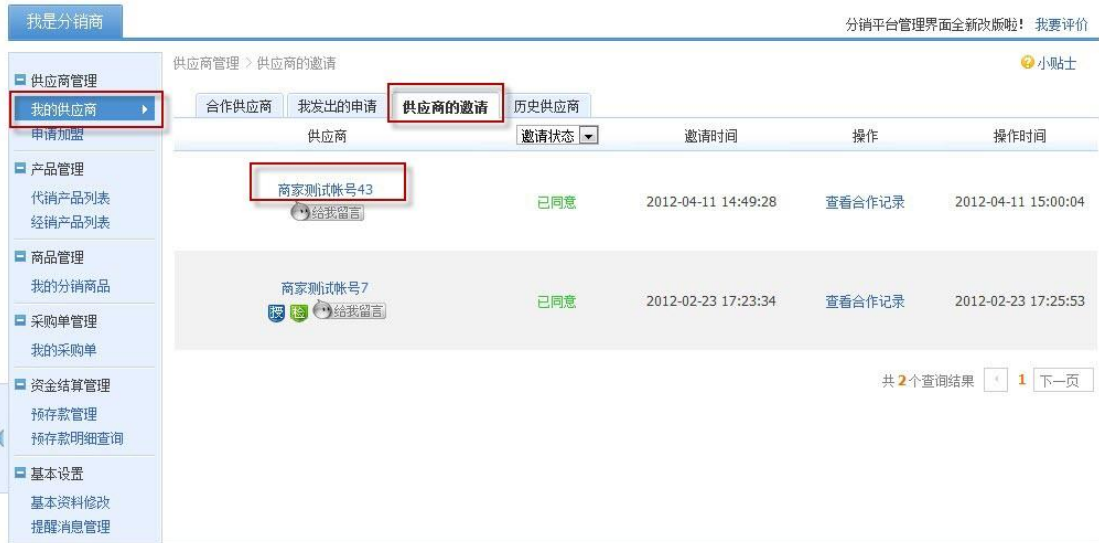 我是分销商
分销平台管理界面全新改版啦！ 我要评价
供应商管理 > 供应商的邀请
小贴士
供应商管理
我的供应商
申请加盟
产品管理
代销产品列表
经销产品列表
商品管理
我的分销商品
采购单管理
我的采购单
资金结算管理
预存款管理
预存款明细查询
基本设置
基本资料修改
提醒消息管理
合作供应商 我发出的申请 供应商的邀请 历史供应商
供应商 邀请状态 邀请时间 操作 操作时间
商家测试帐号43
给我留言
已同意 2012-04-11 14:49:28 查看合作记录 2012-04-11 15:00:04
商家测试帐号7
授 检 给我留言
已同意 2012-02-23 17:23:34 查看合作记录 2012-02-23 17:25:53
共2个查询结果 1 下一页